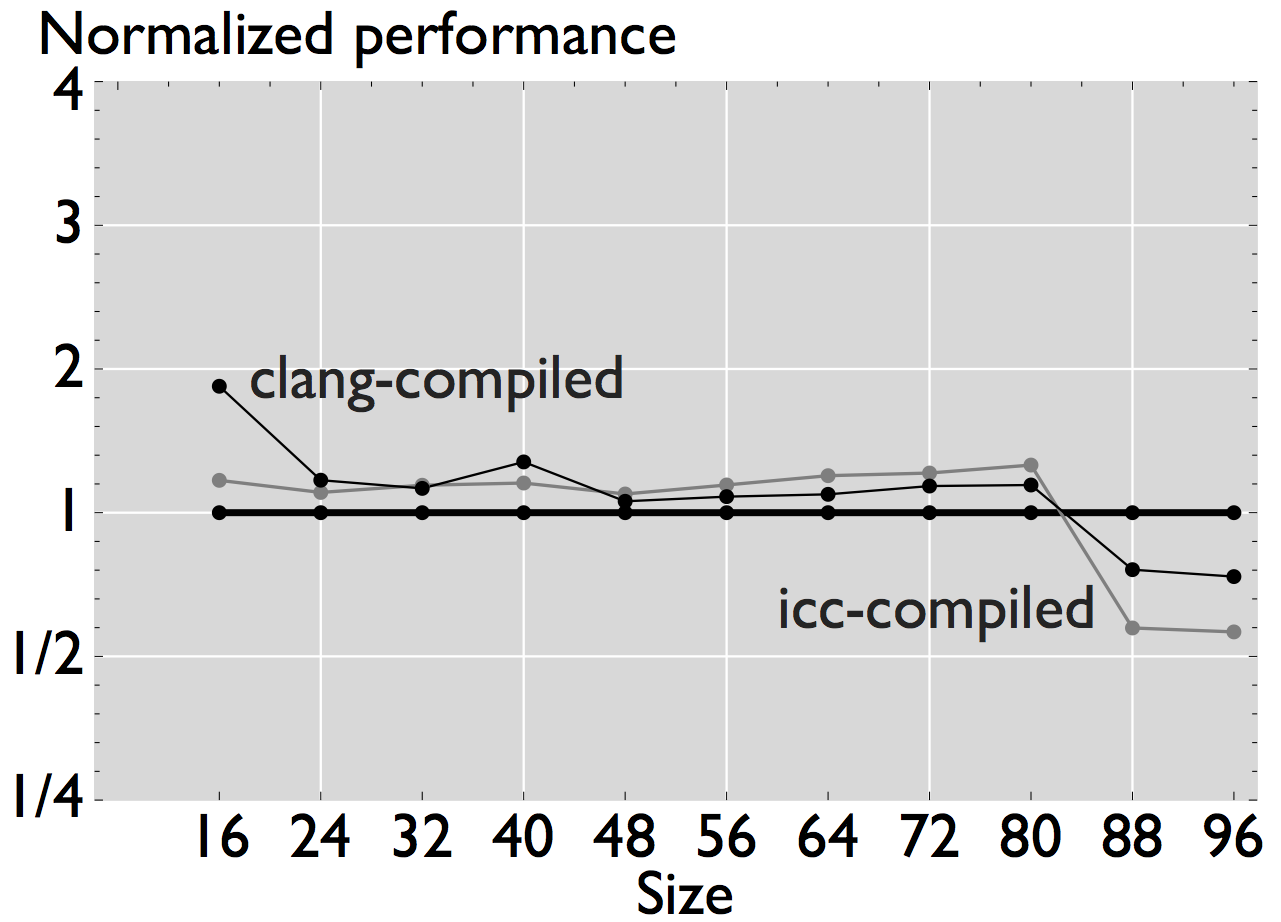 Normalized performance
4
3
2
clang-compiled
1
icc-compiled
1/2
1/4
16 24 32 40 48 56 64 72 80 88 96
Size